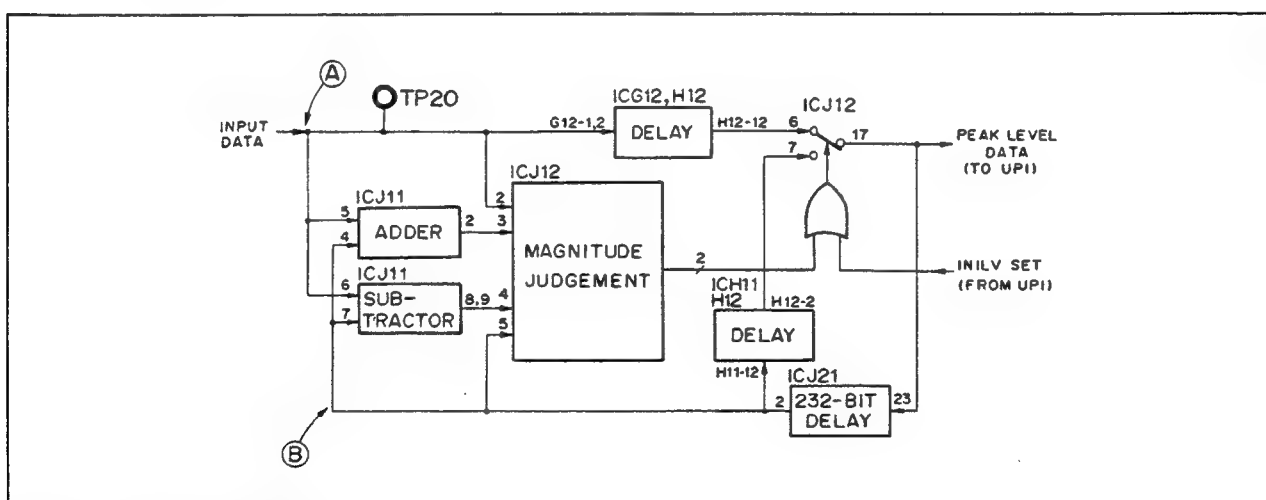 A
TP20
INPUT
DATA
G12-1,2
ICG12, H12
DELAY
H12-12
ICJ12
6
7
17
PEAK LEVEL
DATA
(TO UPI)
ICJ11
5
4
ADDER
2
ICJ12
2
3
MAGNITUDE
JUDGEMENT
4
5
2
ICJ11
6
7
SUB-
TRACTOR
8,9
INILV SET
(FROM UPI)
ICH11
H12
H12-2
DELAY
H11-12
ICJ21
2
232-BIT
DELAY
23
B